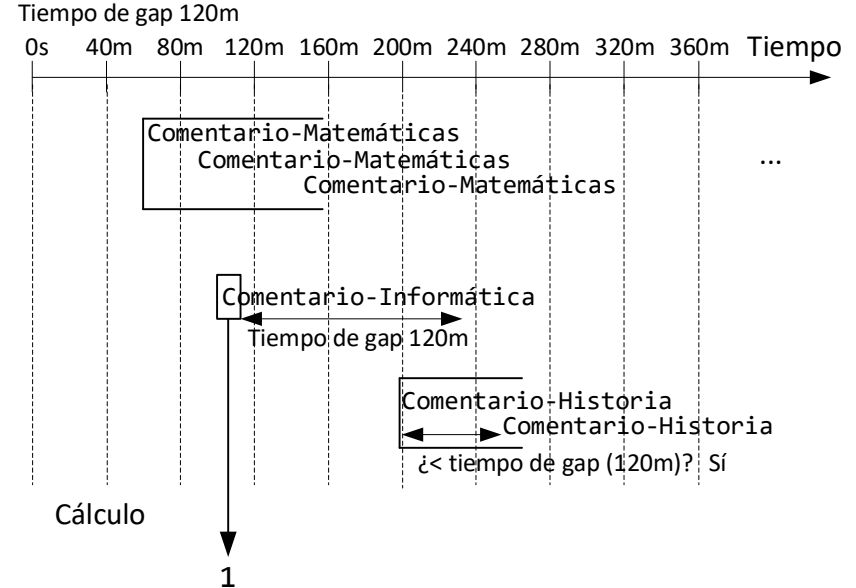 Tiempo de gap 120m
0s 40m 80m 120m 160m 200m 240m 280m 320m 360m Tiempo
Comentario-Matemáticas
Comentario-Matemáticas
...
Comentario-Matemáticas
Comentario-Informática
Tiempo de gap 120m
Comentario-Historia
Comentario-Historia
¿< tiempo de gap (120m)? Sí
Cálculo
1